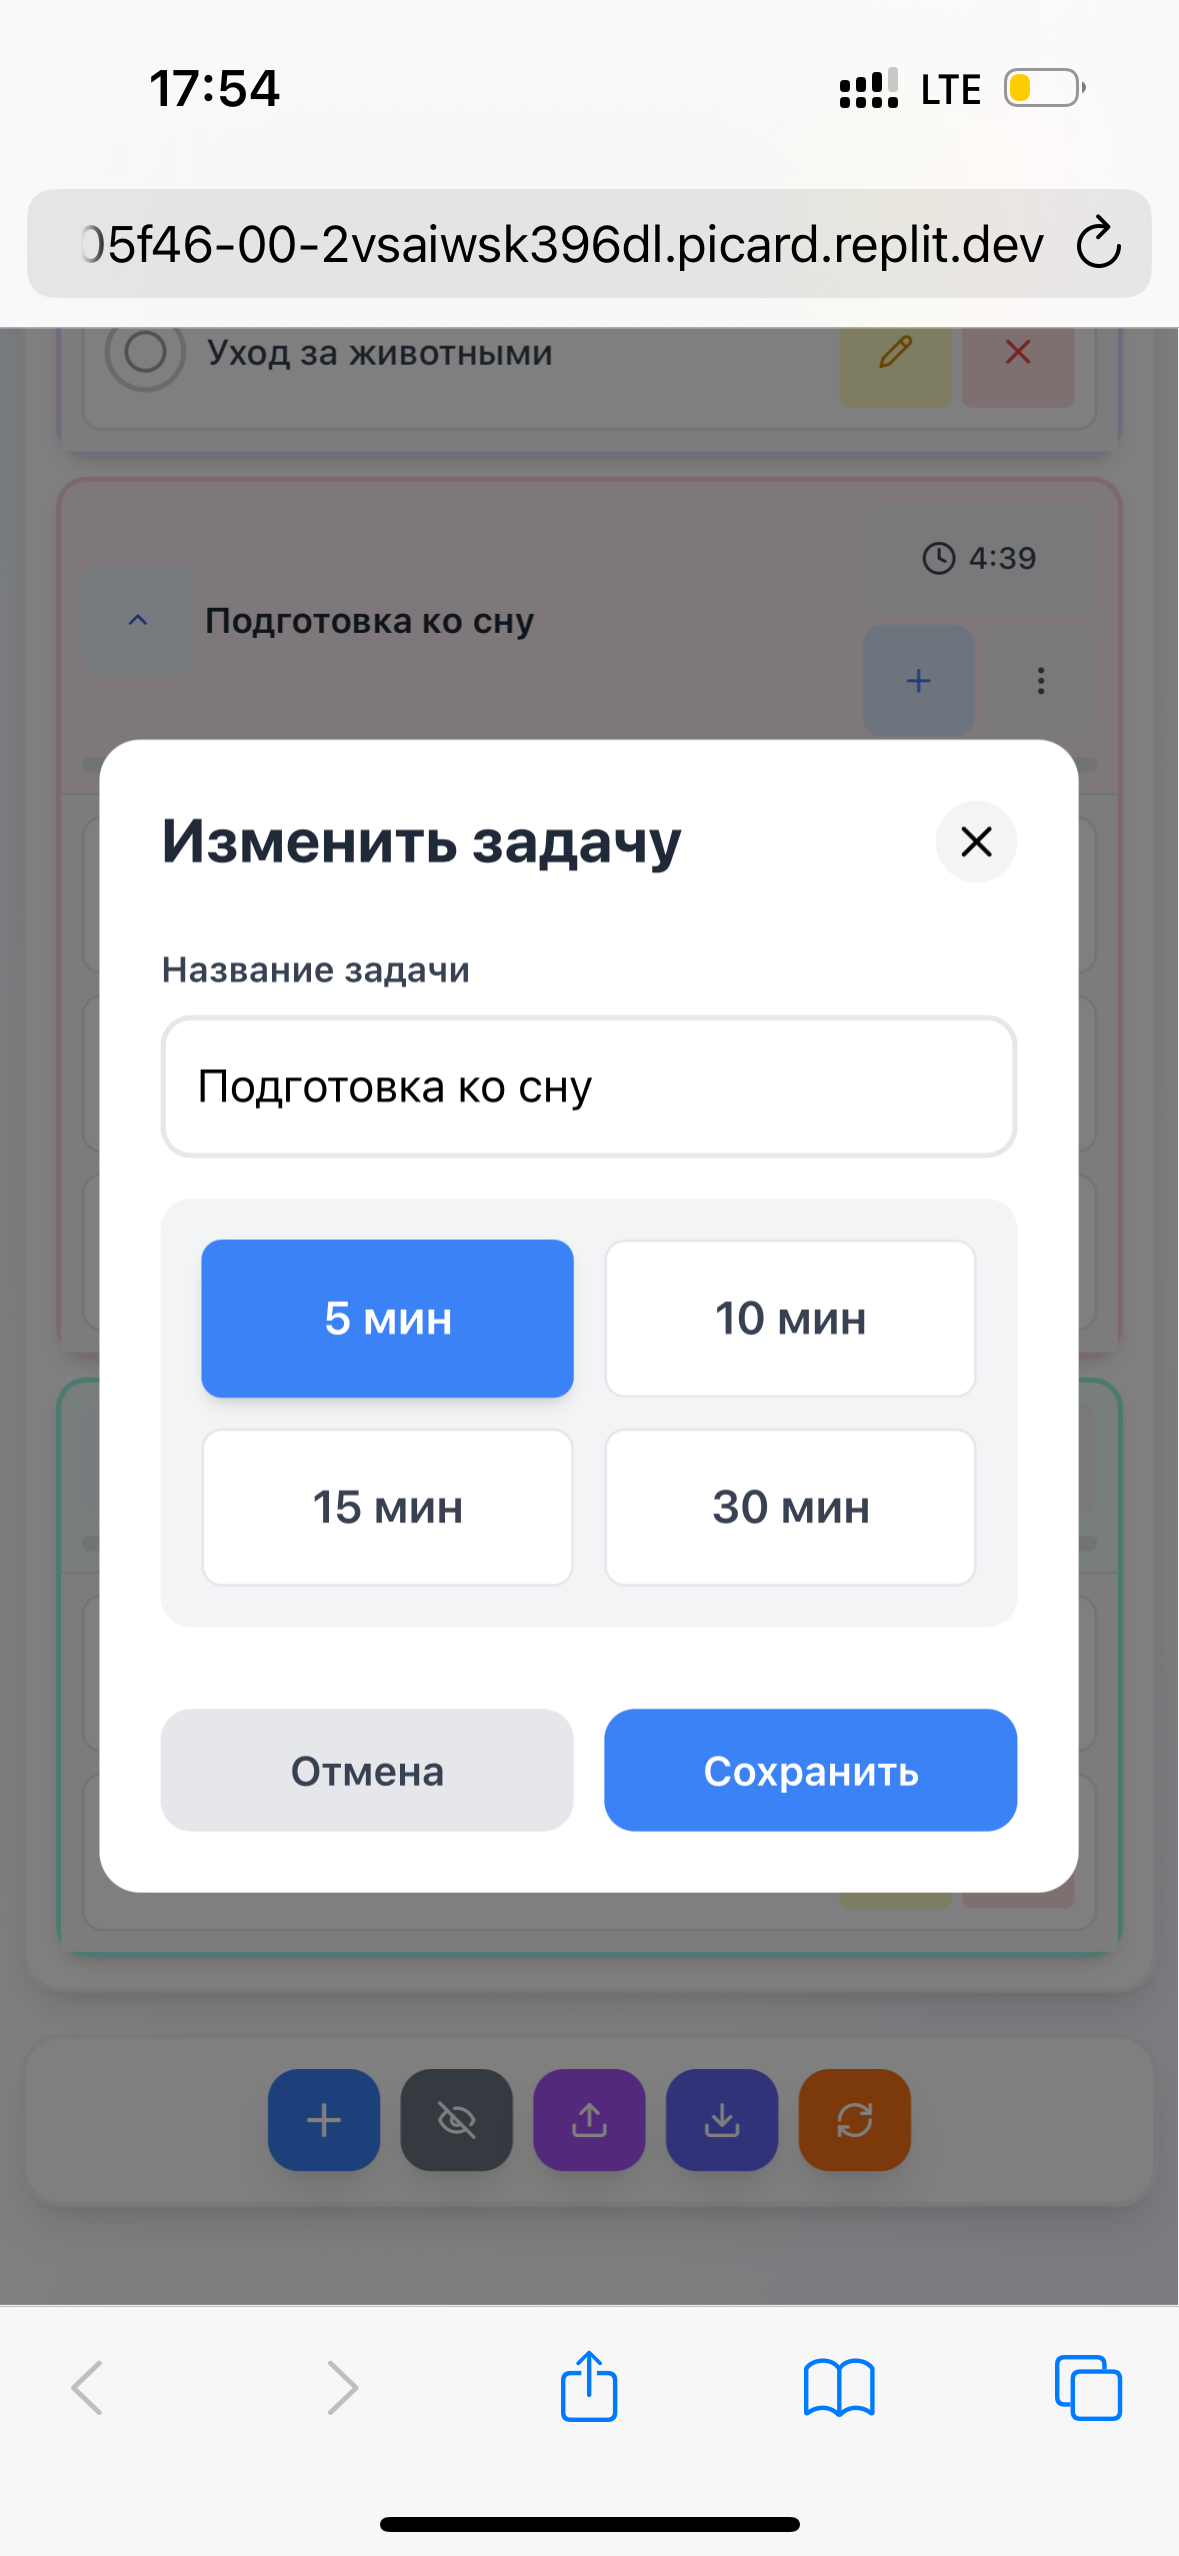 17:54
LTE
05f46-00-2vsaiwsk396dl.picard.replit.dev
Уход за животными
4:39
Подготовка ко сну
Изменить задачу
Название задачи
Подготовка ко сну
5 мин
10 мин
15 мин
30 мин
Отмена
Сохранить